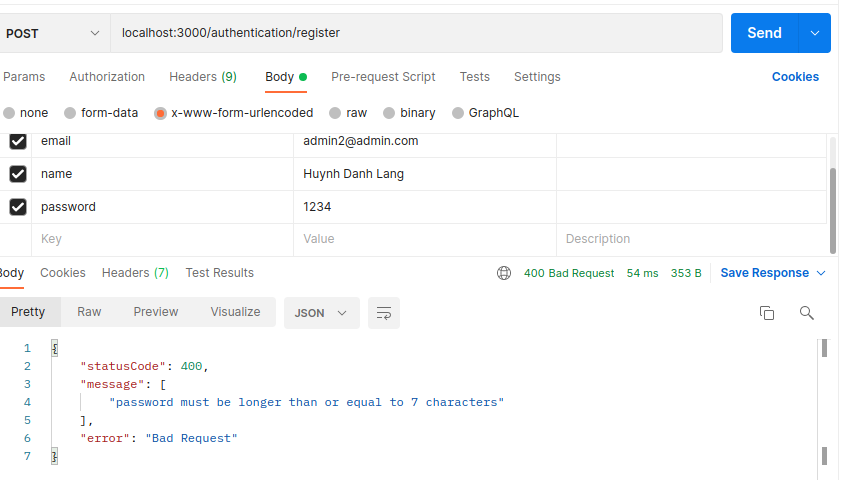 POST localhost:3000/authentication/register Send
Params Authorization Headers (9) Body Pre-request Script Tests Settings Cookies
none form-data x-www-form-urlencoded raw binary GraphQL
email admin2@admin.com
name Huynh Danh Lang
password 1234
Key Value Description
Body Cookies Headers (7) Test Results 400 Bad Request 54 ms 353 B Save Response
Pretty Raw Preview Visualize JSON
1 {
2 "statusCode": 400,
3 "message": [
4 "password must be longer than or equal to 7 characters"
5 ],
6 "error": "Bad Request"
7 }